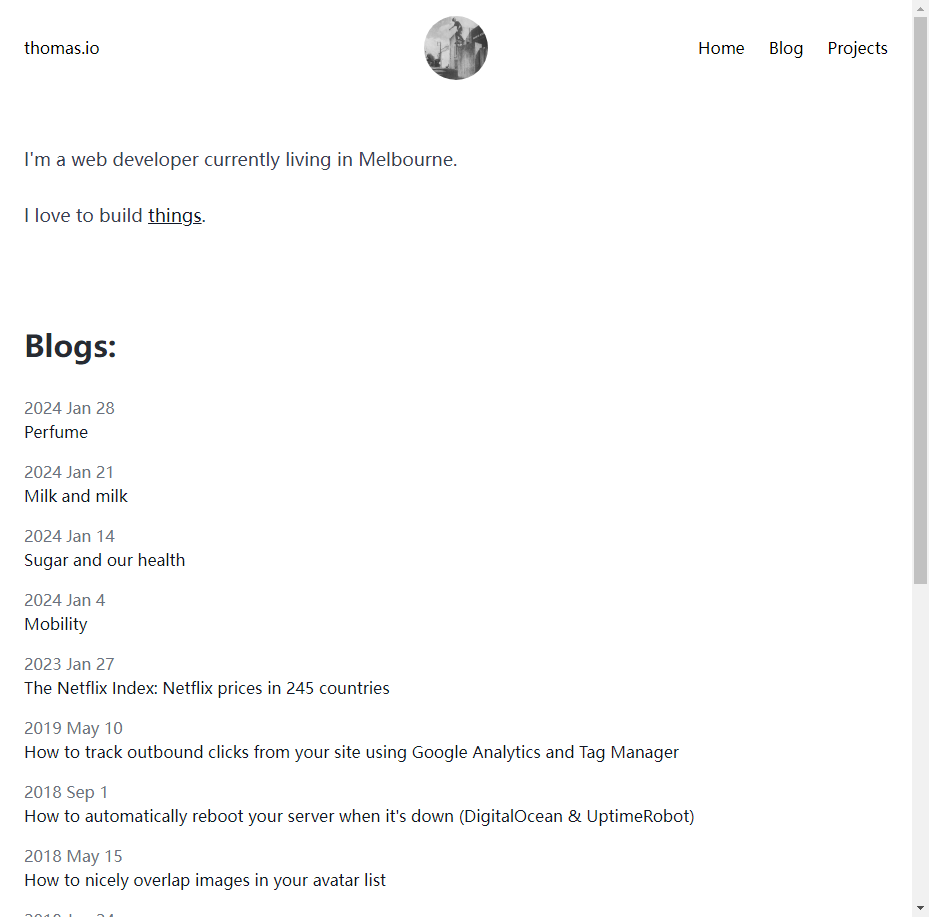 thomas.io
Home Blog Projects
I'm a web developer currently living in Melbourne.
I love to build things.
Blogs:
2024 Jan 28
Perfume
2024 Jan 21
Milk and milk
2024 Jan 14
Sugar and our health
2024 Jan 4
Mobility
2023 Jan 27
The Netflix Index: Netflix prices in 245 countries
2019 May 10
How to track outbound clicks from your site using Google Analytics and Tag Manager
2018 Sep 1
How to automatically reboot your server when it's down (DigitalOcean & UptimeRobot)
2018 May 15
How to nicely overlap images in your avatar list